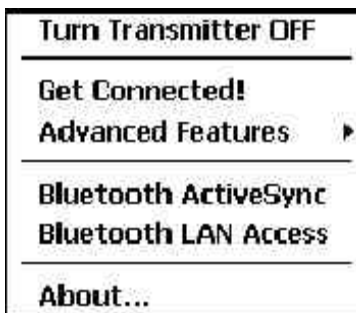 Turn Transmitter OFF
Get Connected!
Advanced Features
Bluetooth ActiveSync
Bluetooth LAN Access
About...